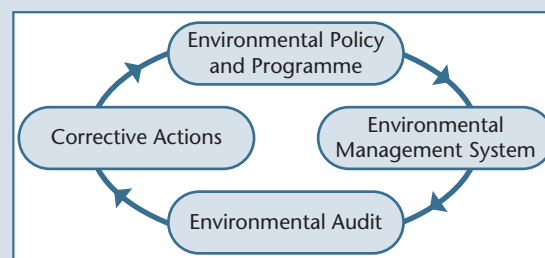 Environmental Policy
and Programme
Corrective Actions
Environmental
Management System
Environmental Audit